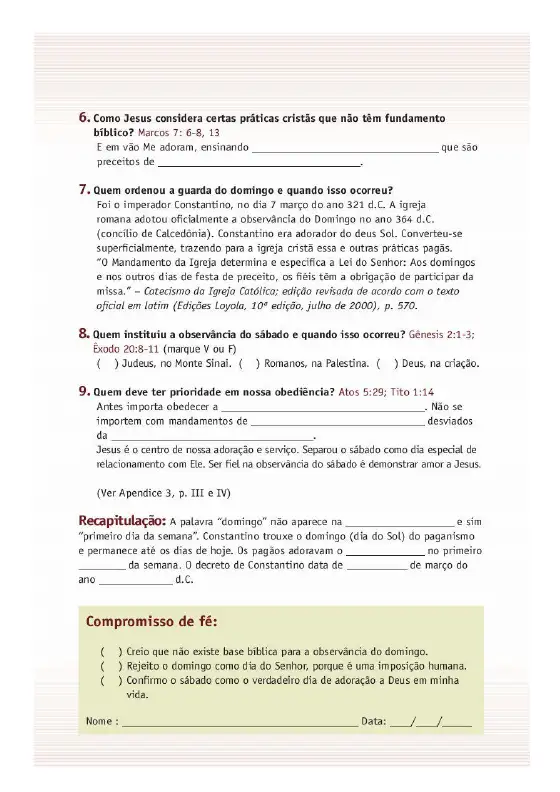 6. Como Jesus considera certas práticas cristãs que não têm fundamento
bíblico? Marcos 7: 6-8, 13
E em vão Me adoram, ensinando ____________________ que são
preceitos de ____________________.
7. Quem ordenou a guarda do domingo e quando isso ocorreu?
Foi o imperador Constantino, no dia 7 março do ano 321 d.C. A igreja
romana adotou oficialmente a observância do Domingo no ano 364 d.C.
(concílio de Calcedônia). Constantino era adorador do deus Sol. Converteu-se
superficialmente, trazendo para a igreja cristã essa e outras práticas pagãs.
"O Mandamento da Igreja determina e especifica a Lei do Senhor: Aos domingos
e nos outros dias de festa de preceito, os fiéis têm a obrigação de participar da
missa." – Catecismo da Igreja Católica; edição revisada de acordo com o texto
oficial em latim (Edições Loyola, 10ª edição, julho de 2000), p. 570.
8. Quem instituiu a observância do sábado e quando isso ocorreu? Gênesis 2:1-3;
Êxodo 20:8-11 (marque V ou F)
( ) Judeus, no Monte Sinai. ( ) Romanos, na Palestina. ( ) Deus, na criação.
9. Quem deve ter prioridade em nossa obediência? Atos 5:29; Tito 1:14
Antes importa obedecer a ____________________. Não se
importem com mandamentos de ____________________ desviados
da ____________________.
Jesus é o centro de nossa adoração e serviço. Separou o sábado como dia especial de
relacionamento com Ele. Ser fiel na observância do sábado é demonstrar amor a Jesus.
(Ver Apendice 3, p. III e IV)
Recapitulação: A palavra "domingo" não aparece na ____________________ e sim
"primeiro dia da semana". Constantino trouxe o domingo (dia do Sol) do paganismo
e permanece até os dias de hoje. Os pagãos adoravam o ______________ no primeiro
________ da semana. O decreto de Constantino data de __________ de março do
ano ____________ d.C.
Compromisso de fé:
( ) Creio que não existe base bíblica para a observância do domingo.
( ) Rejeito o domingo como dia do Senhor, porque é uma imposição humana.
( ) Confirmo o sábado como o verdadeiro dia de adoração a Deus em minha
vida.
Nome : ____________________ Data: ____/____/_____